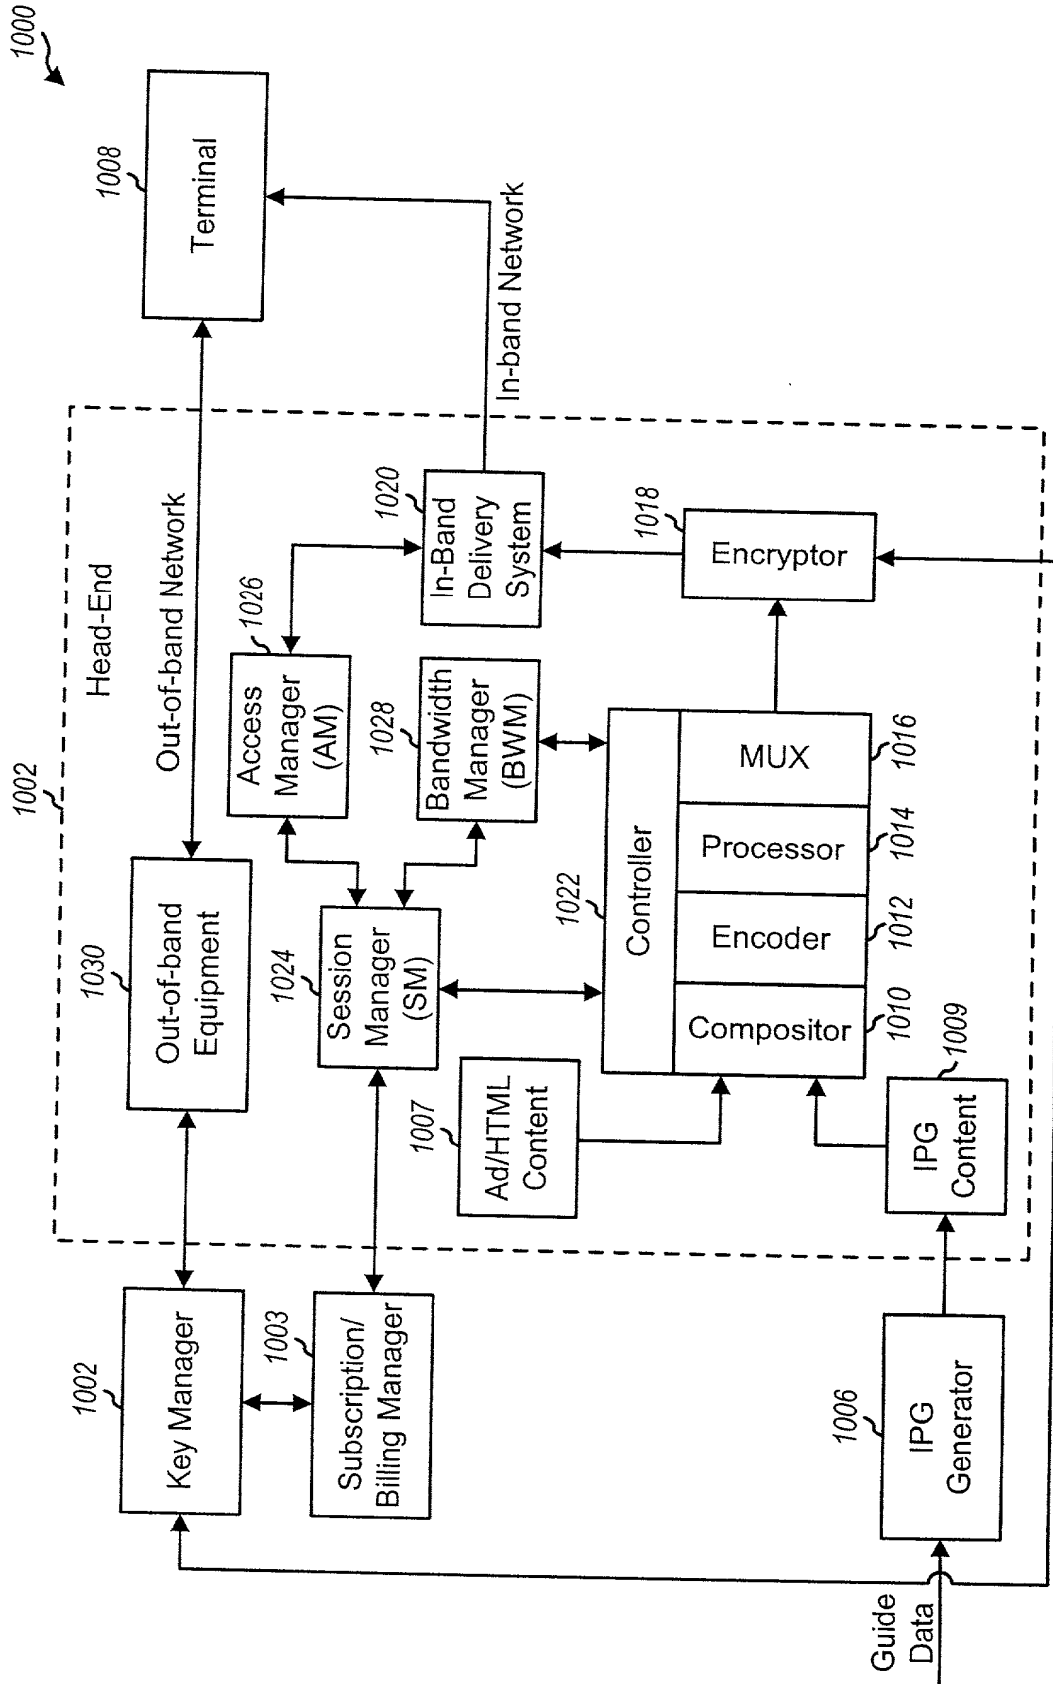 1000
1002
Head-End
1008
Terminal
Out-of-band Network
In-band Network
1030
Out-of-band
Equipment
1002
Key Manager
1003
Subscription/
Billing Manager
1024
Session
Manager
(SM)
1026
Access
Manager
(AM)
1028
Bandwidth
Manager
(BWM)
1020
In-Band
Delivery
System
1018
Encryptor
1007
Ad/HTML
Content
1022
Controller
Compositor
Encoder
Processor
MUX
1010
1012
1014
1016
1009
IPG
Content
1006
IPG
Generator
Guide
Data